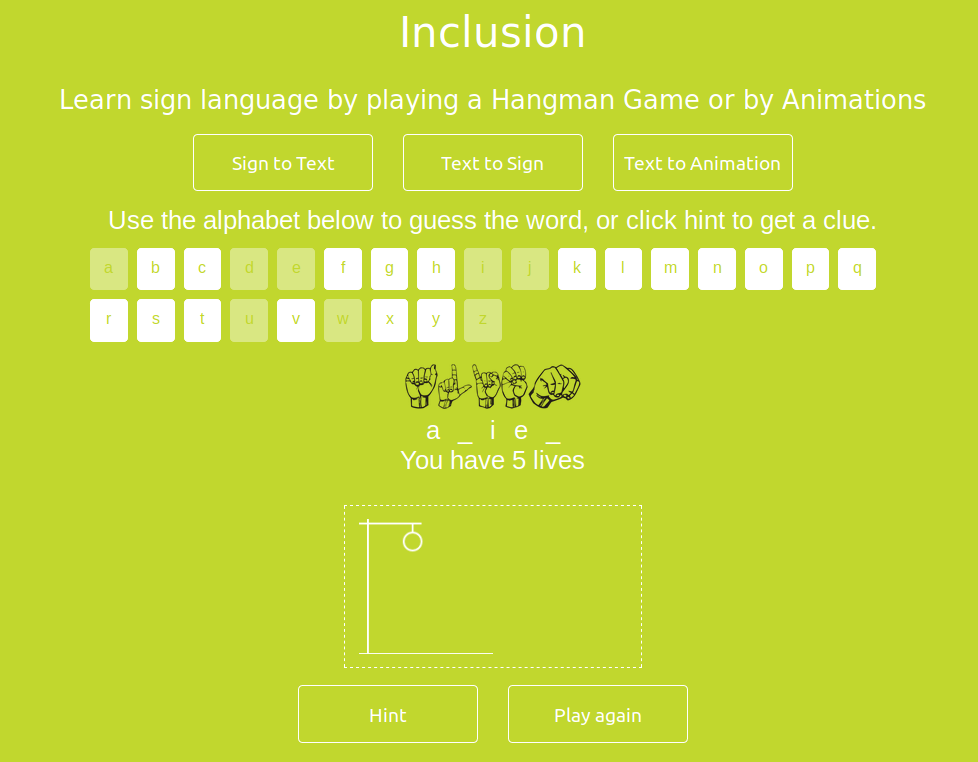 Inclusion
Learn sign language by playing a Hangman Game or by Animations
Sign to Text Text to Sign Text to Animation
Use the alphabet below to guess the word, or click hint to get a clue.
a b c d e f g h i j k l m n o p q
r s t u v w x y z
a _ i e _
You have 5 lives
Hint Play again